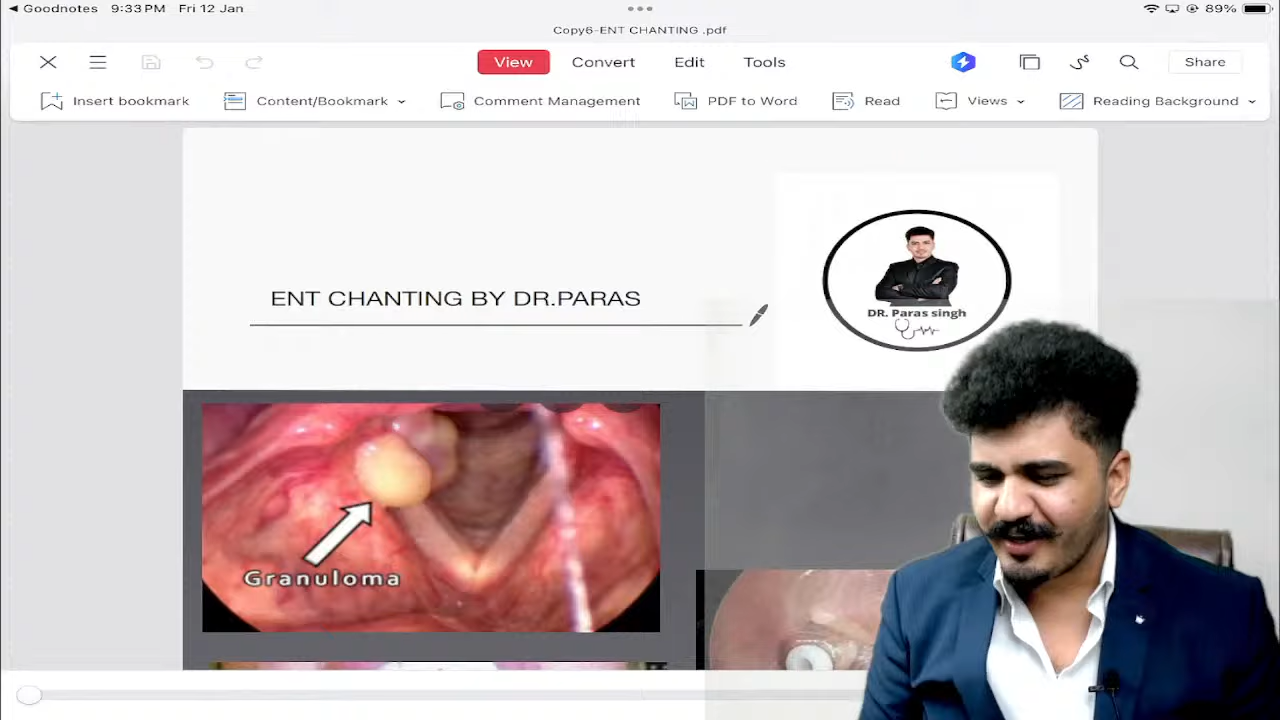 Goodnotes 9:33 PM Fri 12 Jan 89%
Copy6-ENT CHANTING .pdf
View Convert Edit Tools Share
Insert bookmark Content/Bookmark Comment Management PDF to Word Read Views Reading Background
ENT CHANTING BY DR.PARAS
DR. Paras singh
Granuloma